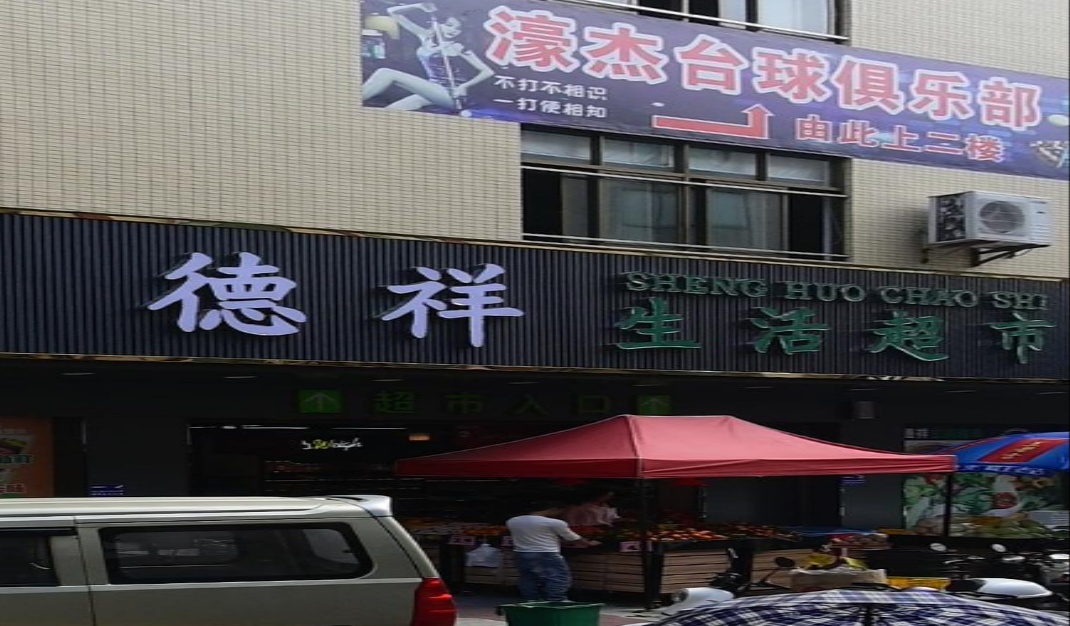 濠杰台球俱乐部
不打不相识
一打便相知
由此上二楼
德祥
SHENG HUO CHAO SHI
生活超市
超市入口